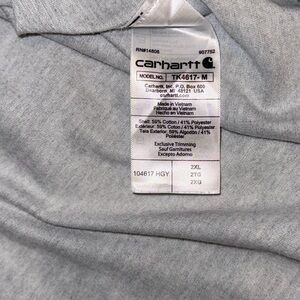 RN#14806 907752
carhartt
MODEL NO. TK4617- M
Carhartt, Inc. P.O. Box 600
Dearborn MI 48121 USA
carhartt.com
Made in Vietnam
Fabriqué au Vietnam
Hecho en Vietnam
Shell: 59% Cotton / 41% Polyester
Extérieur: 59% Coton / 41% Polyester
Tela Exterior: 59% Algodón / 41%
Poliester
Exclusive Trimming
Sauf Garnitures
Excepto Adorno
104617 HGY
2XL
2TG
2XG